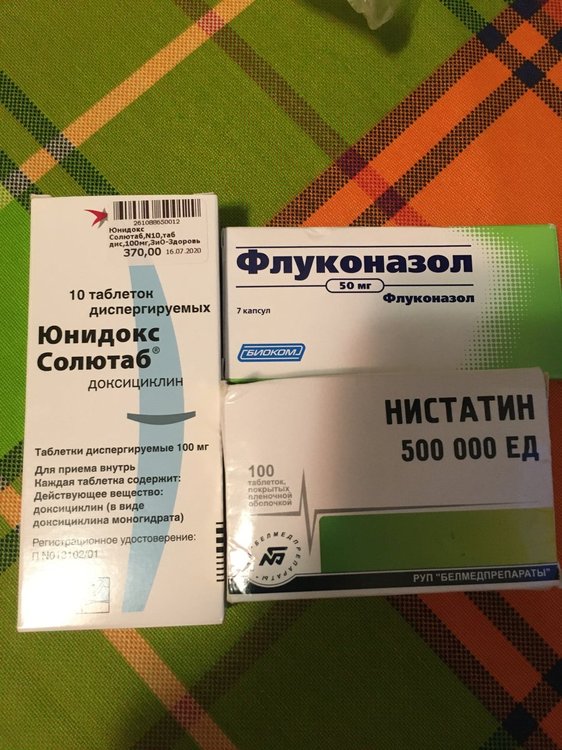 261088650012
Юнидокс
Солютаб,N10,таб
дис,100мг,ЗиО-Здоровь
370,00 16.07.2020
10 таблеток
диспергируемых
Юнидокс
Солютаб®
доксициклин
Таблетки диспергируемые 100 мг
Для приема внутрь
Каждая таблетка содержит:
Действующее вещество:
доксициклин (в виде
доксициклина моногидрата)
Регистрационное удостоверение:
Флуконазол
50 мг
Флуконазол
7 капсул
БИОКОМ
НИСТАТИН
500 000 ЕД
100
таблеток,
покрытых
пленочной
оболочкой
БЕЛМЕДПРЕПАРАТЫ
РУП "БЕЛМЕДПРЕПАРАТЫ"